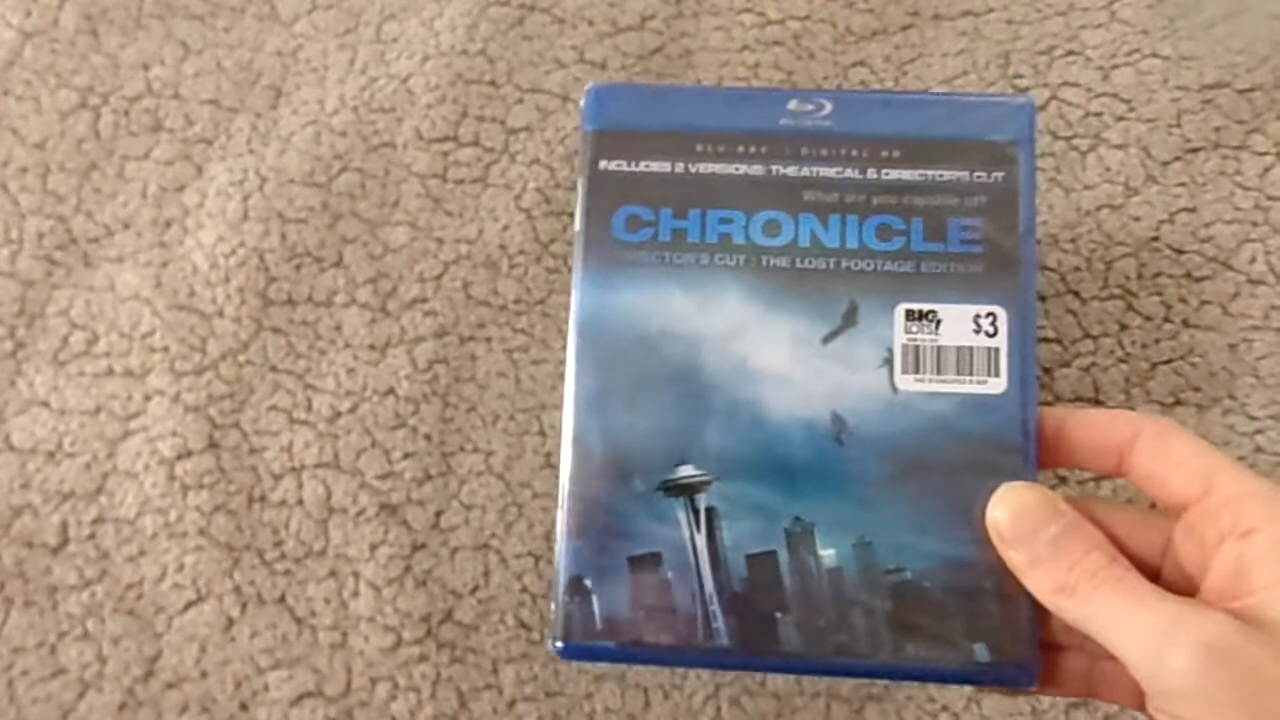 BLU-RAY DIGITAL HD
INCLUDES 2 VERSIONS: THEATRICAL & DIRECTOR'S CUT
What are you capable of?
CHRONICLE
DIRECTOR'S CUT : THE LOST FOOTAGE EDITION
BIG LOTS! $3